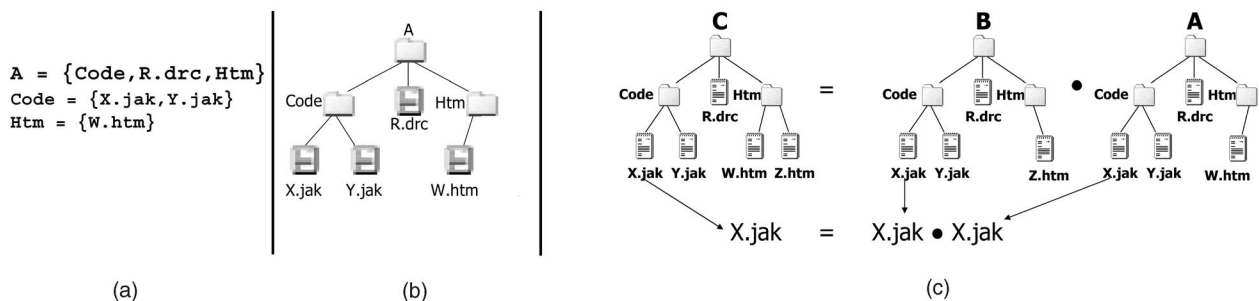 A = {Code,R.drc,Htm}
Code = {X.jak,Y.jak}
Htm = {W.htm}
(a)
A
Code
R.drc
Htm
X.jak Y.jak W.htm
(b)
C = B • A
Code R.drc Htm
X.jak Y.jak W.htm Z.htm
Code R.drc Htm
X.jak Y.jak Z.htm
Code R.drc Htm
X.jak Y.jak W.htm
X.jak = X.jak • X.jak
(c)